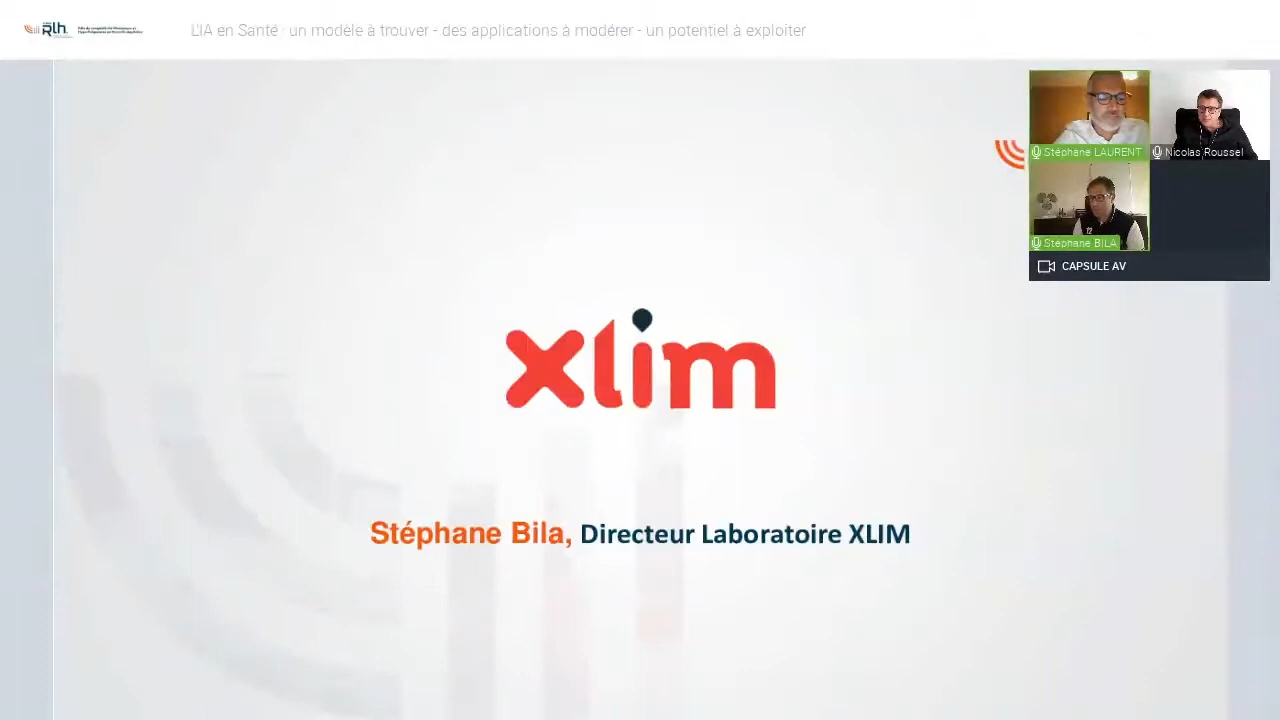 Rlh.
L'IA en Santé : un modèle à trouver - des applications à modérer - un potentiel à exploiter
Stéphane LAURENT
Nicolas Roussel
Stéphane BILA
CAPSULE AV
xlim
Stéphane Bila, Directeur Laboratoire XLIM